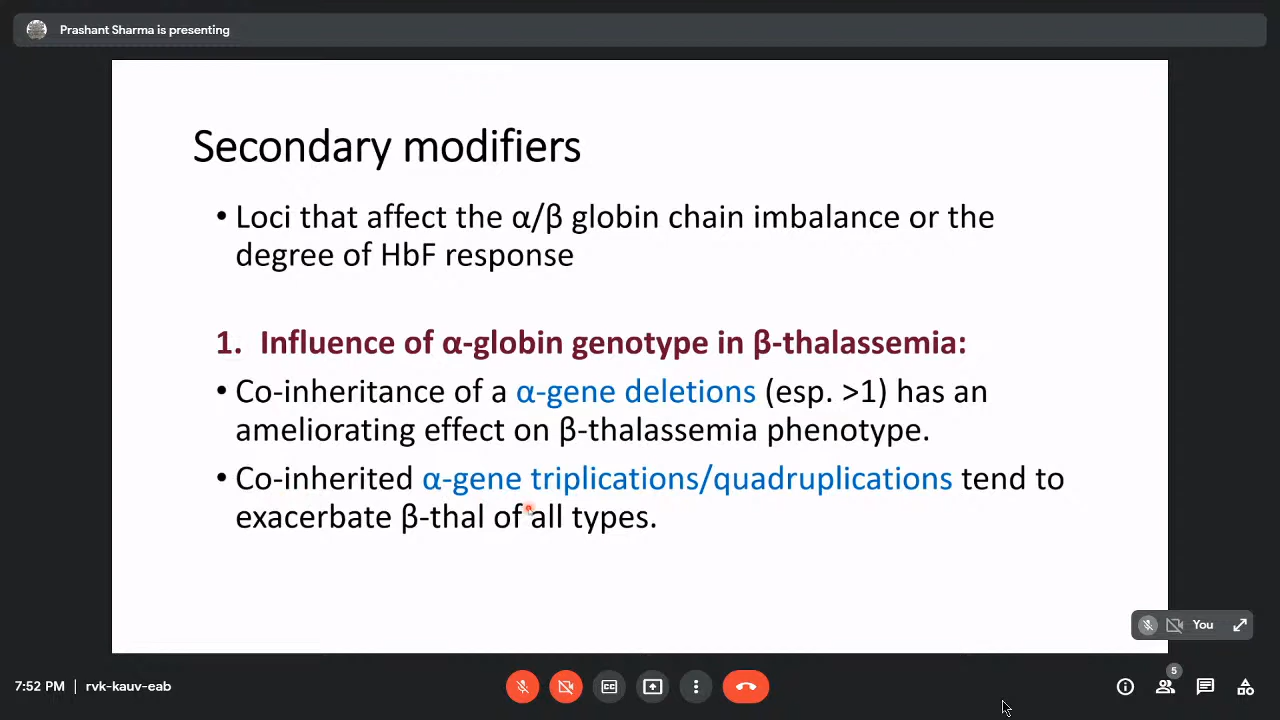 Prashant Sharma is presenting
Secondary modifiers
• Loci that affect the α/β globin chain imbalance or the
degree of HbF response
1. Influence of α-globin genotype in β-thalassemia:
• Co-inheritance of a α-gene deletions (esp. >1) has an
ameliorating effect on β-thalassemia phenotype.
• Co-inherited α-gene triplications/quadruplications tend to
exacerbate β-thal of all types.
You
5
7:52 PM | rvk-kauv-eab
CC